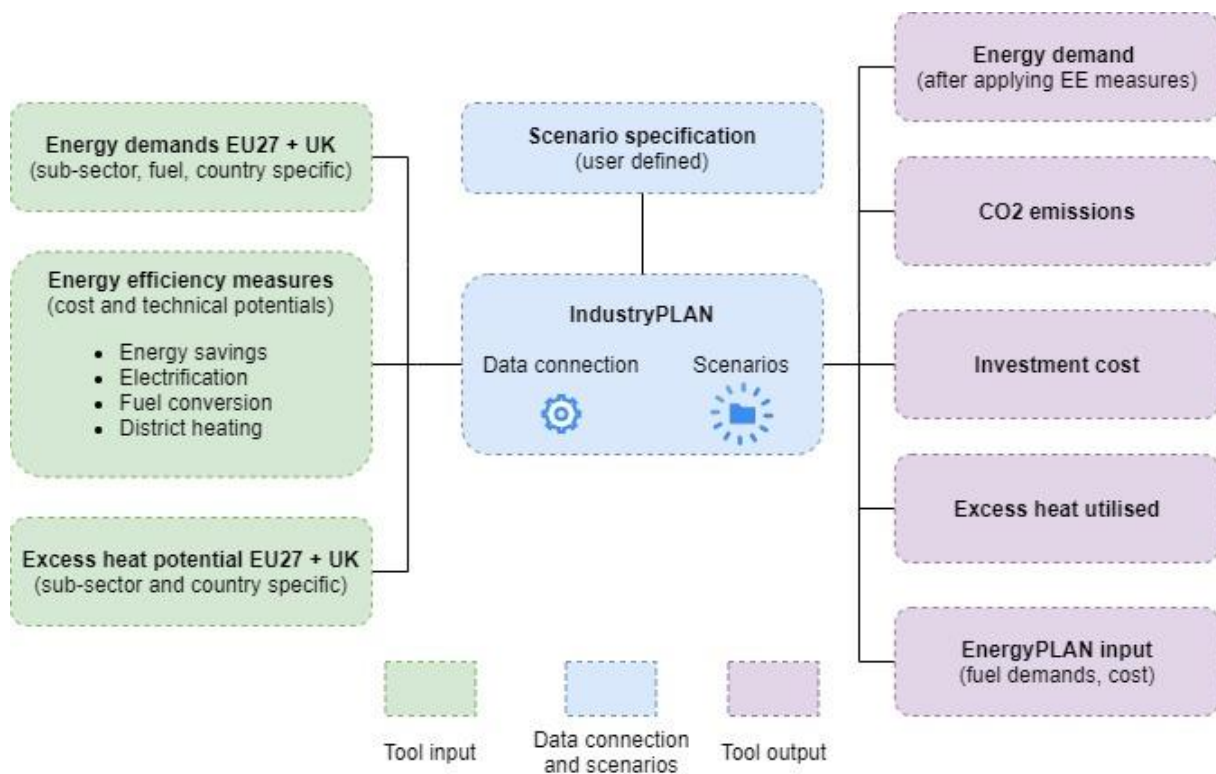 Energy demands EU27 + UK
(sub-sector, fuel, country specific)
Energy efficiency measures
(cost and technical potentials)
• Energy savings
• Electrification
• Fuel conversion
• District heating
Excess heat potential EU27 + UK
(sub-sector and country specific)
Scenario specification
(user defined)
IndustryPLAN
Data connection
Scenarios
Energy demand
(after applying EE measures)
CO2 emissions
Investment cost
Excess heat utilised
EnergyPLAN input
(fuel demands, cost)
Tool input
Data connection
and scenarios
Tool output